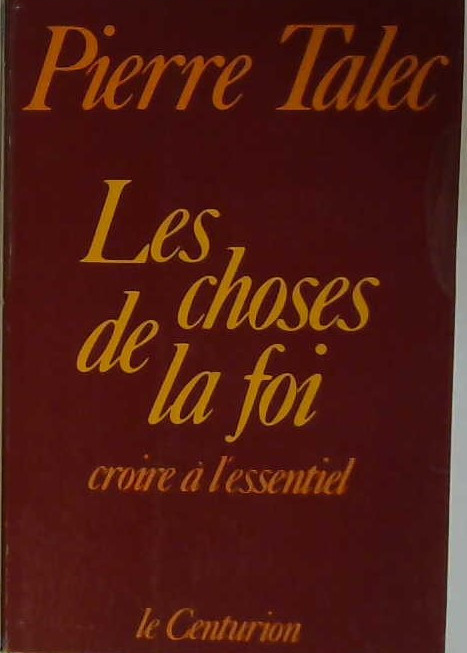 Pierre Talec
Les
choses
de
la foi
croire à l'essentiel
le Centurion